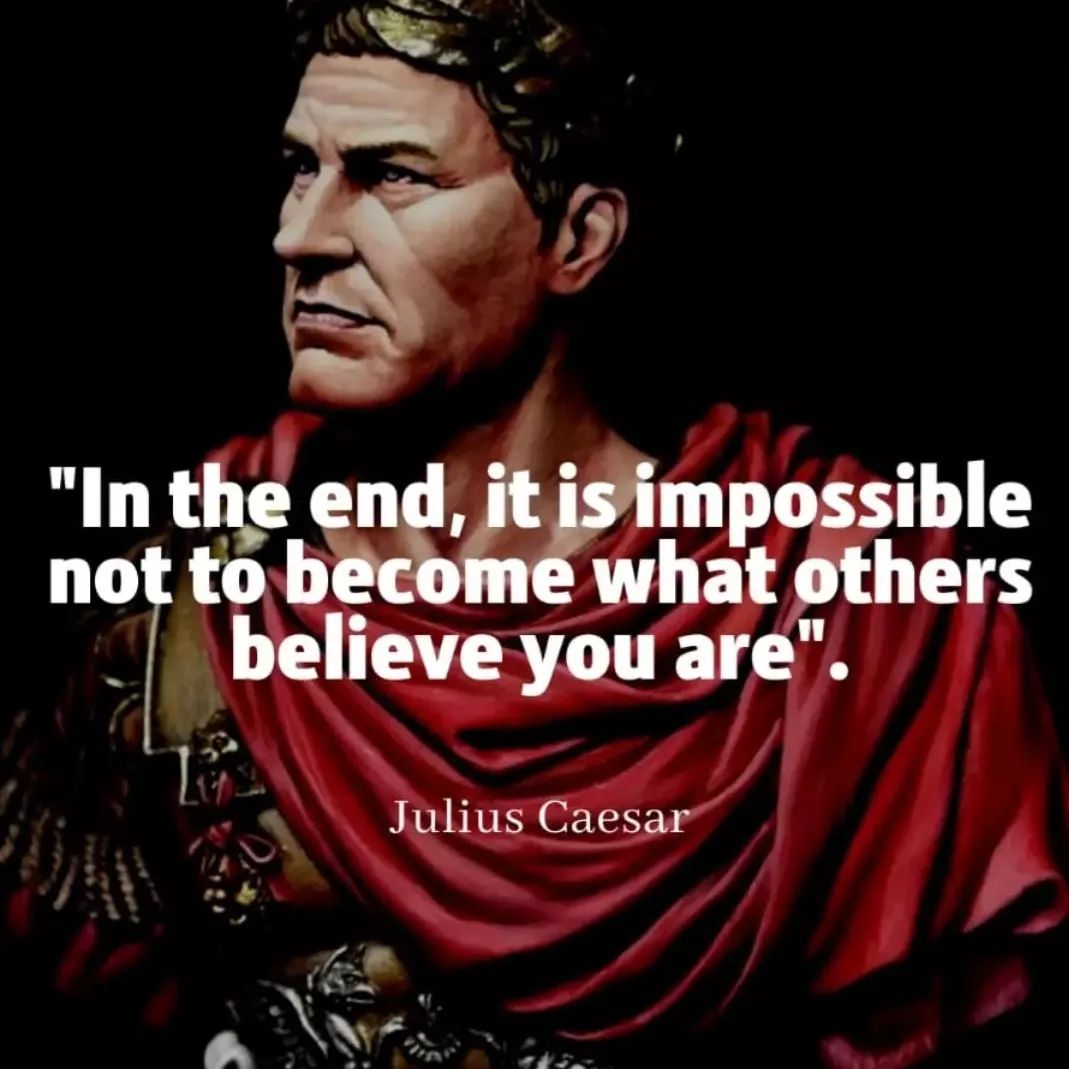 "In the end, it is impossible
not to become what others
believe you are".
Julius Caesar